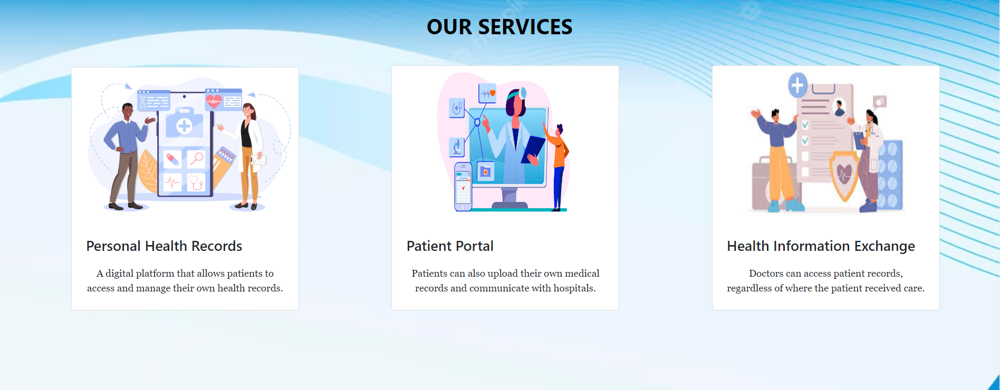 OUR SERVICES
Personal Health Records
A digital platform that allows patients to
access and manage their own health records.
Patient Portal
Patients can also upload their own medical
records and communicate with hospitals.
Health Information Exchange
Doctors can access patient records,
regardless of where the patient received care.